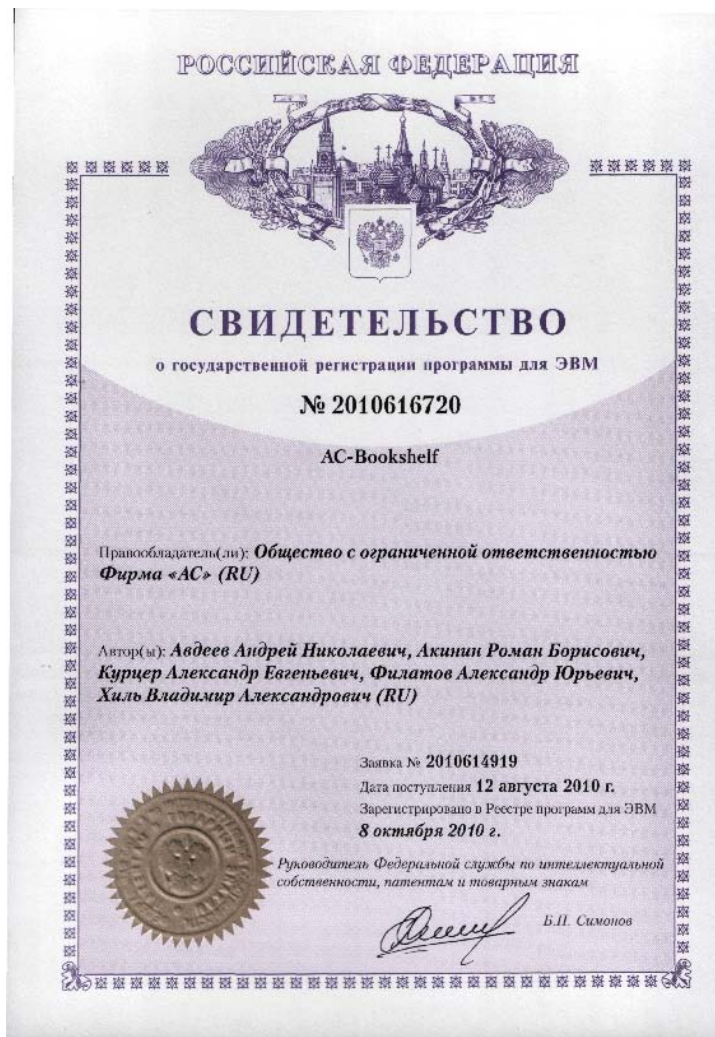 РОССИЙСКАЯ ФЕДЕРАЦИЯ
СВИДЕТЕЛЬСТВО
о государственной регистрации программы для ЭВМ
№ 2010616720
AC-Bookshelf
Правообладатель(ли): Общество с ограниченной ответственностью
Фирма «АС» (RU)
Автор(ы): Авдеев Андрей Николаевич, Акинин Роман Борисович,
Курцер Александр Евгеньевич, Филатов Александр Юрьевич,
Хиль Владимир Александрович (RU)
Заявка № 2010614919
Дата поступления 12 августа 2010 г.
Зарегистрировано в Реестре программ для ЭВМ
8 октября 2010 г.
Руководитель Федеральной службы по интеллектуальной
собственности, патентам и товарным знакам
Б.П. Симонов